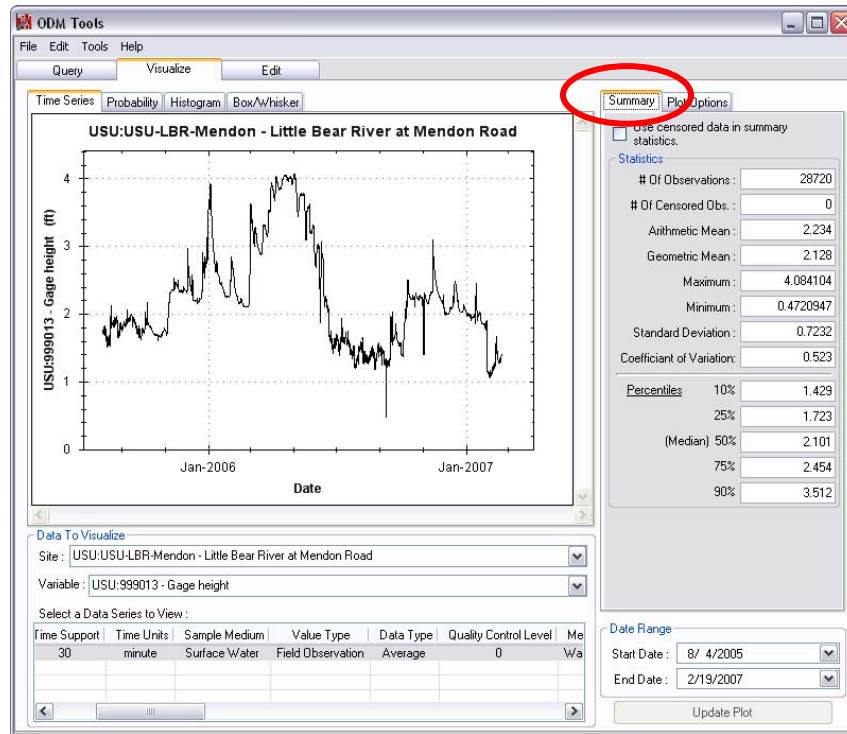 ODM Tools
File Edit Tools Help
Query Visualize Edit
Time Series Probability Histogram Box/Whisker
USU:USU-LBR-Mendon - Little Bear River at Mendon Road
USU:999013 - Gage height (ft)
4
3
2
1
0
Jan-2006 Jan-2007
Date
Data To Visualize
Site : USU:USU-LBR-Mendon - Little Bear River at Mendon Road
Variable : USU:999013 - Gage height
Select a Data Series to View :
Time Support Time Units Sample Medium Value Type Data Type Quality Control Level Me
30 minute Surface Water Field Observation Average 0 Wa
Summary Plot Options
Use censored data in summary
statistics.
Statistics
# Of Observations : 28720
# Of Censored Obs. : 0
Arithmetic Mean : 2.234
Geometric Mean : 2.128
Maximum : 4.084104
Minimum : 0.4720947
Standard Deviation : 0.7232
Coefficiant of Variation: 0.523
Percentiles 10% 1.429
25% 1.723
(Median) 50% 2.101
75% 2.454
90% 3.512
Date Range
Start Date : 8/ 4/2005
End Date : 2/19/2007
Update Plot